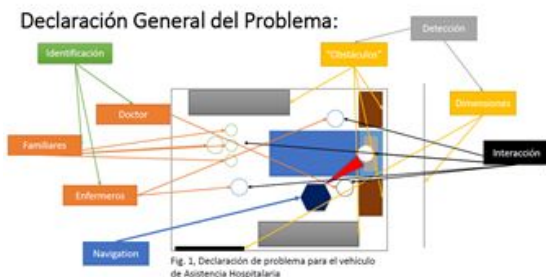 Declaración General del Problema:
Detección
Identificación
"Obstáculos"
Doctor
Dimensiones
Familiares
Interacción
Enfermeros
Navigation
Fig. 1, Declaración de problema para el vehículo
de Asistencia Hospitalaria